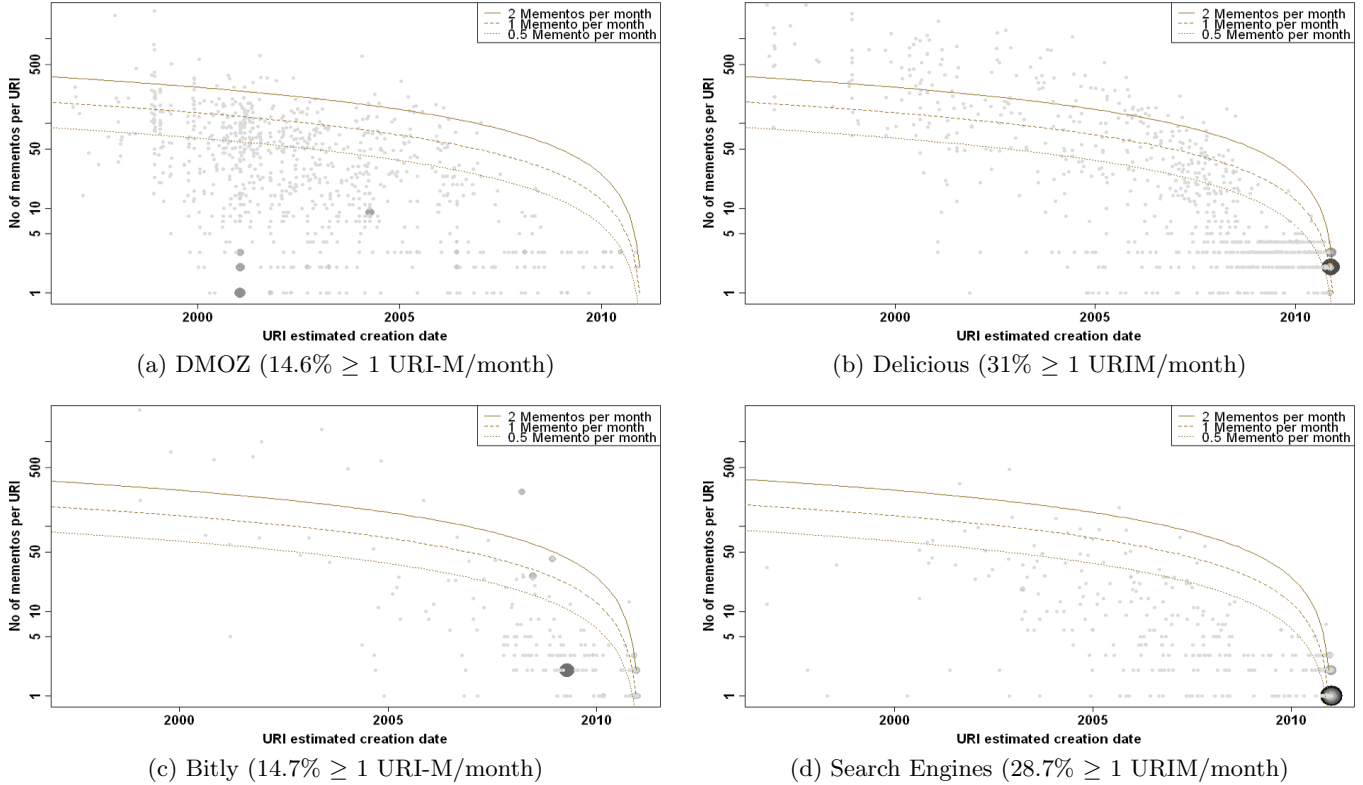 2 Mementos per month
1 Memento per month
0.5 Memento per month
No of mementos per URI
500
50
10
5
1
2000 2005 2010
URI estimated creation date
(a) DMOZ (14.6% ≥ 1 URI-M/month)
2 Mementos per month
1 Memento per month
0.5 Memento per month
No of mementos per URI
500
50
10
5
1
2000 2005 2010
URI estimated creation date
(b) Delicious (31% ≥ 1 URIM/month)
2 Mementos per month
1 Memento per month
0.5 Memento per month
No of mementos per URI
500
50
10
5
1
2000 2005 2010
URI estimated creation date
(c) Bitly (14.7% ≥ 1 URI-M/month)
2 Mementos per month
1 Memento per month
0.5 Memento per month
No of mementos per URI
500
50
10
5
1
2000 2005 2010
URI estimated creation date
(d) Search Engines (28.7% ≥ 1 URIM/month)